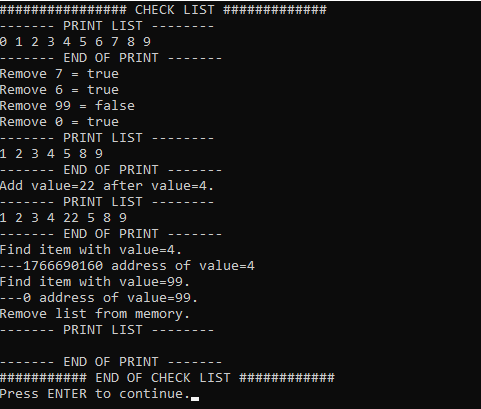 ################ CHECK LIST #############
------- PRINT LIST --------
0 1 2 3 4 5 6 7 8 9
------- END OF PRINT -------
Remove 7 = true
Remove 6 = true
Remove 99 = false
Remove 0 = true
------- PRINT LIST --------
1 2 3 4 5 8 9
------- END OF PRINT -------
Add value=22 after value=4.
------- PRINT LIST --------
1 2 3 4 22 5 8 9
------- END OF PRINT -------
Find item with value=4.
---1766690160 address of value=4
Find item with value=99.
---0 address of value=99.
Remove list from memory.
------- PRINT LIST --------
------- END OF PRINT -------
########### END OF CHECK LIST ############
Press ENTER to continue.